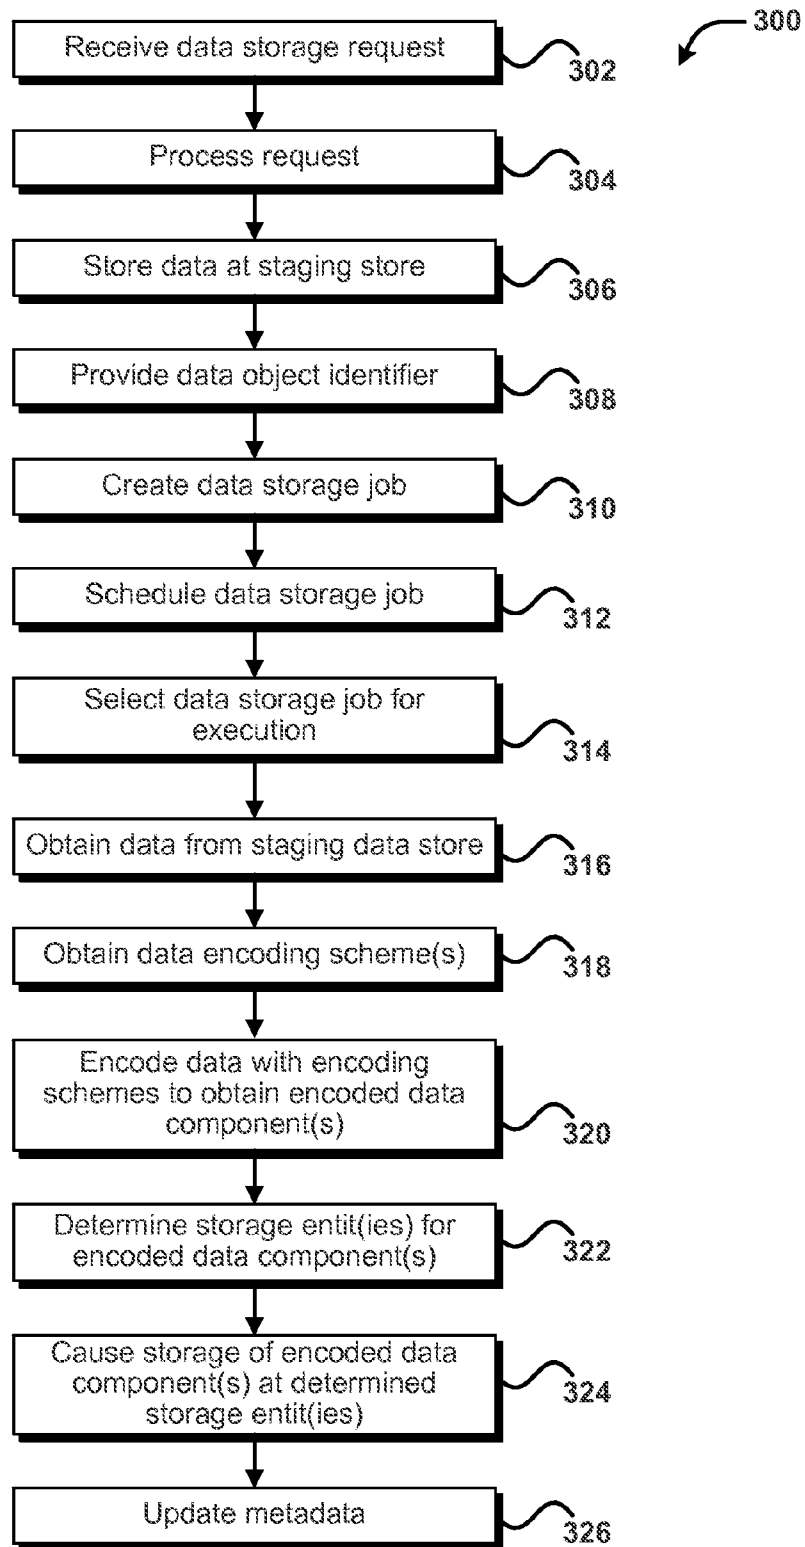 300
Receive data storage request
302
Process request
304
Store data at staging store
306
Provide data object identifier
308
Create data storage job
310
Schedule data storage job
312
Select data storage job for
execution
314
Obtain data from staging data store
316
Obtain data encoding scheme(s)
318
Encode data with encoding
schemes to obtain encoded data
component(s)
320
Determine storage entit(ies) for
encoded data component(s)
322
Cause storage of encoded data
component(s) at determined
storage entit(ies)
324
Update metadata
326